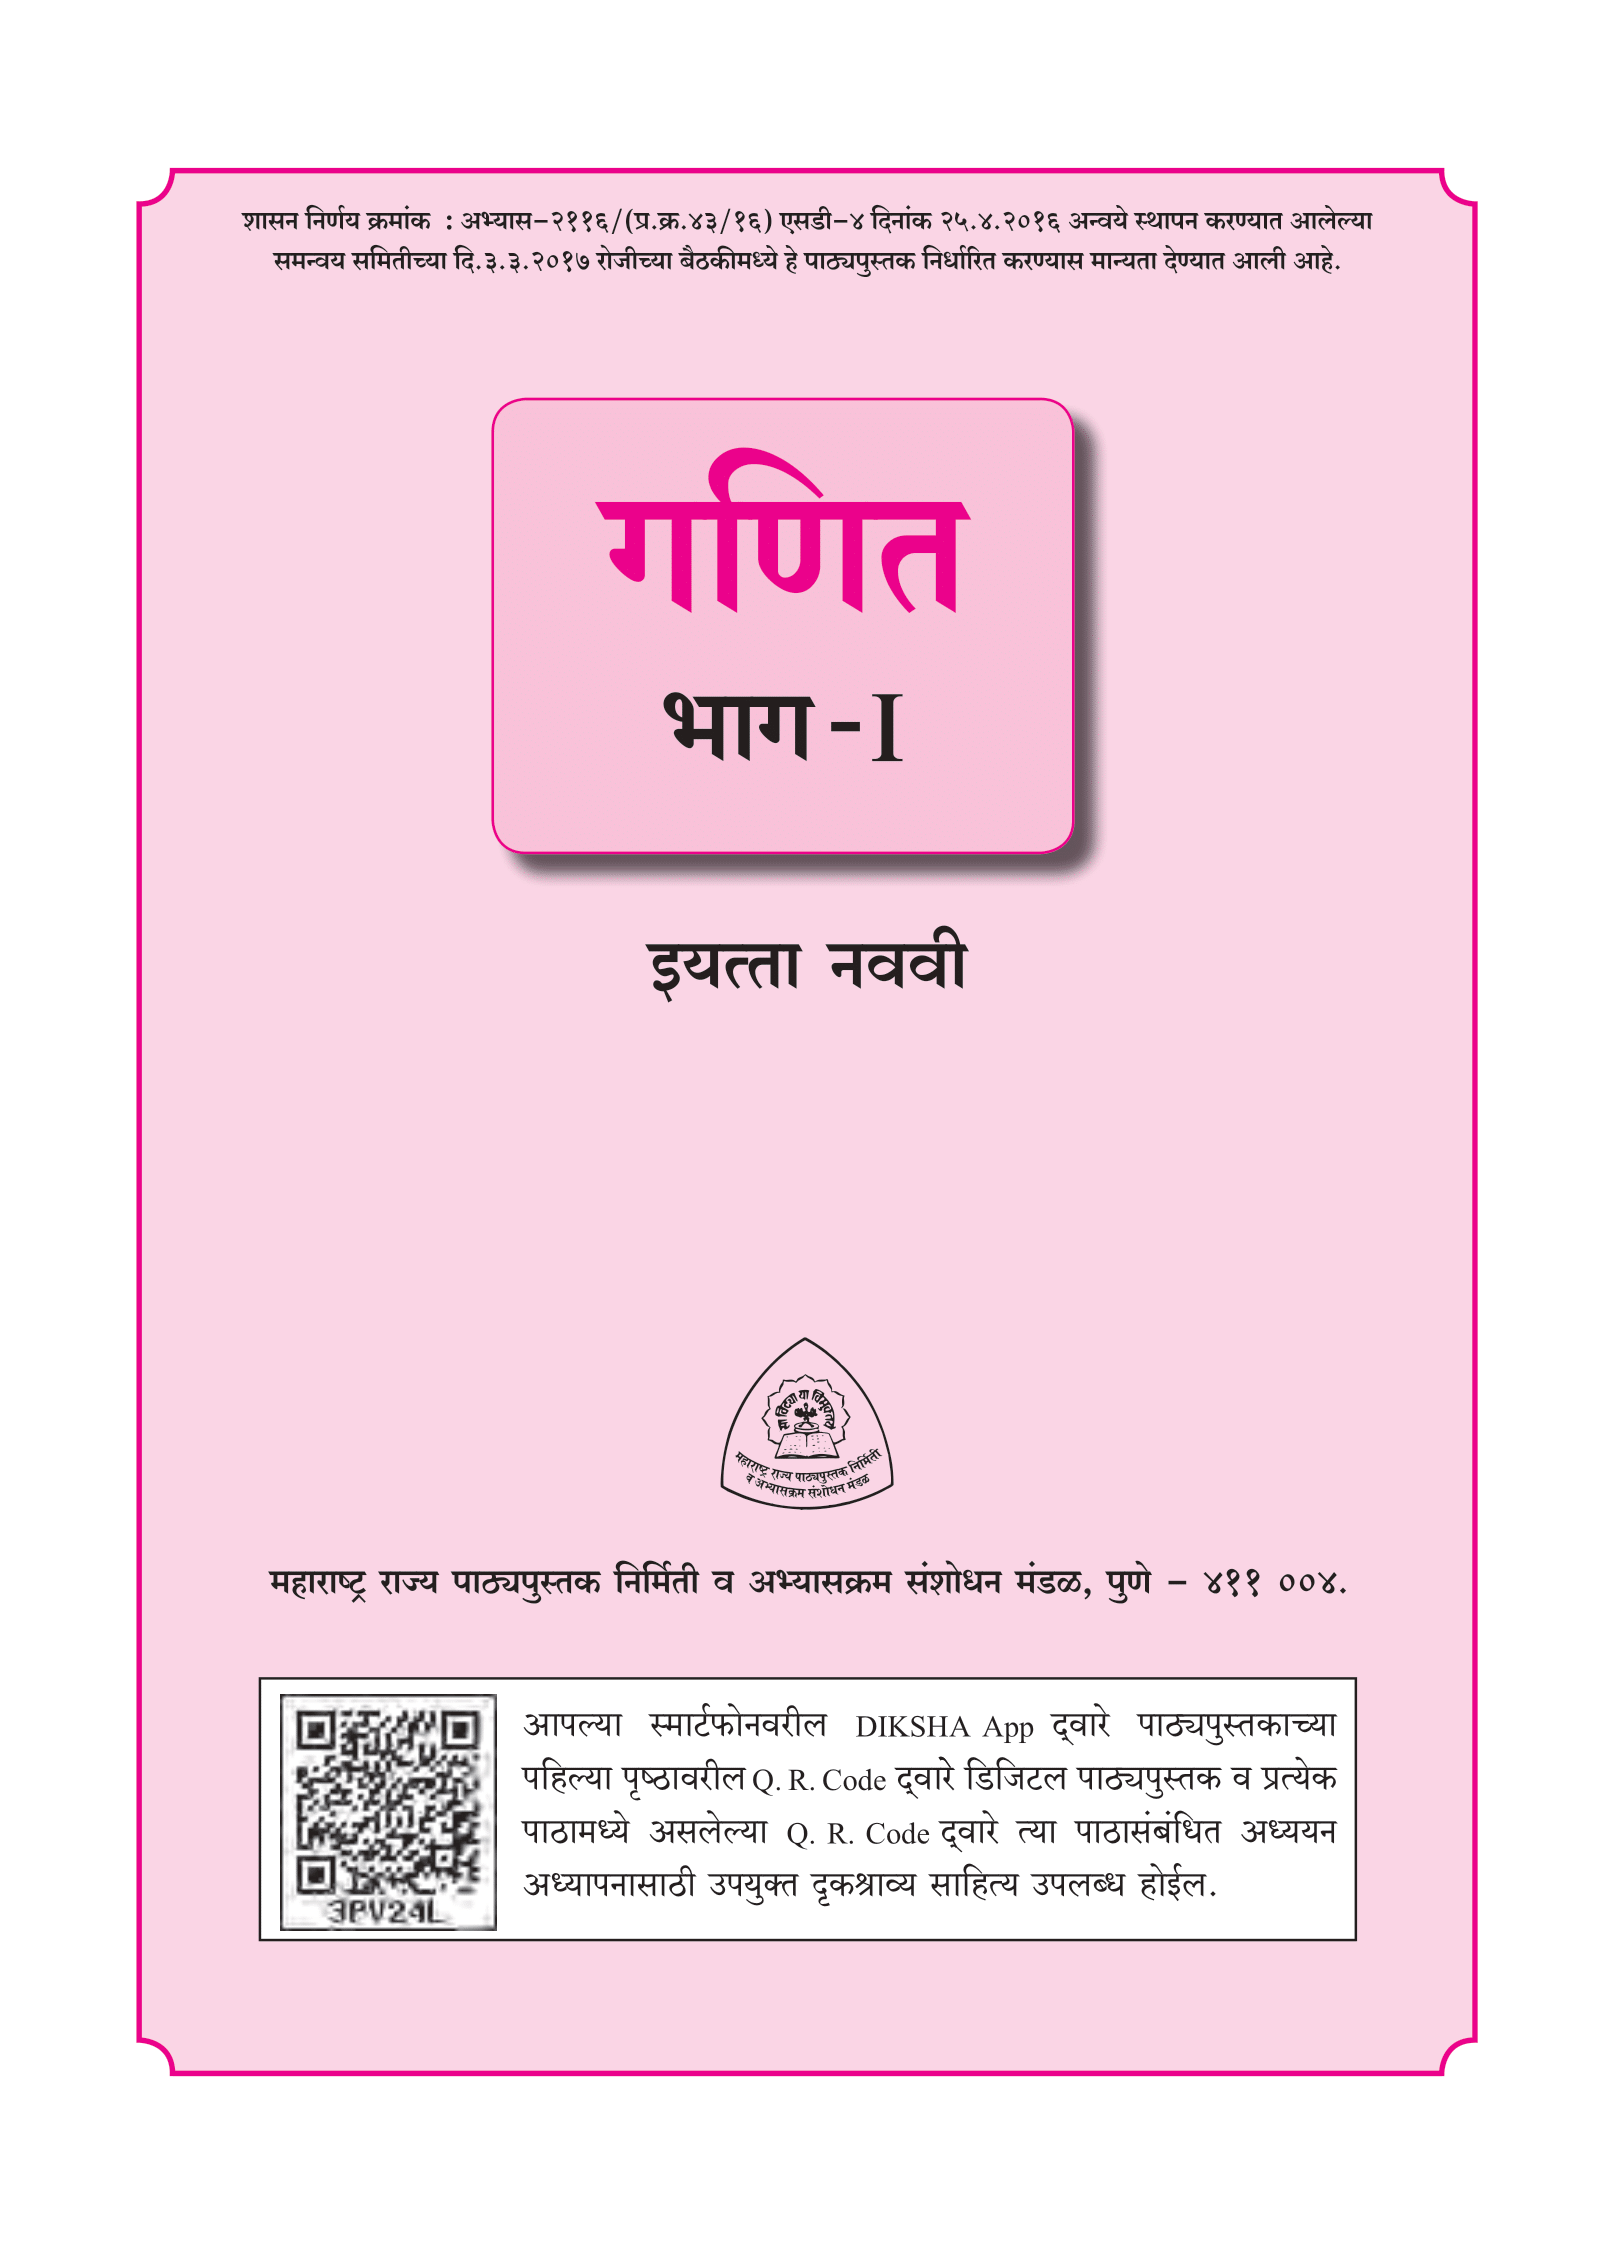 शासन निर्णय क्रमांक : अभ्यास-२११६/(प्र.क्र.४३/१६) एसडी-४ दिनांक २५.४.२०१६ अन्वये स्थापन करण्यात आलेल्या
समन्वय समितीच्या दि.३.३.२०१७ रोजीच्या बैठकीमध्ये हे पाठ्यपुस्तक निर्धारित करण्यास मान्यता देण्यात आली आहे.
गणित
भाग -I
इयत्ता नववी
सा विद्या या विमुक्तये
महाराष्ट्र राज्य पाठ्यपुस्तक निर्मिती
व अभ्यासक्रम संशोधन मंडळ
महाराष्ट्र राज्य पाठ्यपुस्तक निर्मिती व अभ्यासक्रम संशोधन मंडळ, पुणे - ४११ ००४.
आपल्या स्मार्टफोनवरील DIKSHA App द्वारे पाठ्यपुस्तकाच्या
पहिल्या पृष्ठावरील Q. R. Code द्वारे डिजिटल पाठ्यपुस्तक व प्रत्येक
पाठामध्ये असलेल्या Q. R. Code द्वारे त्या पाठासंबंधित अध्ययन
अध्यापनासाठी उपयुक्त दृकश्राव्य साहित्य उपलब्ध होईल.
3PV24L